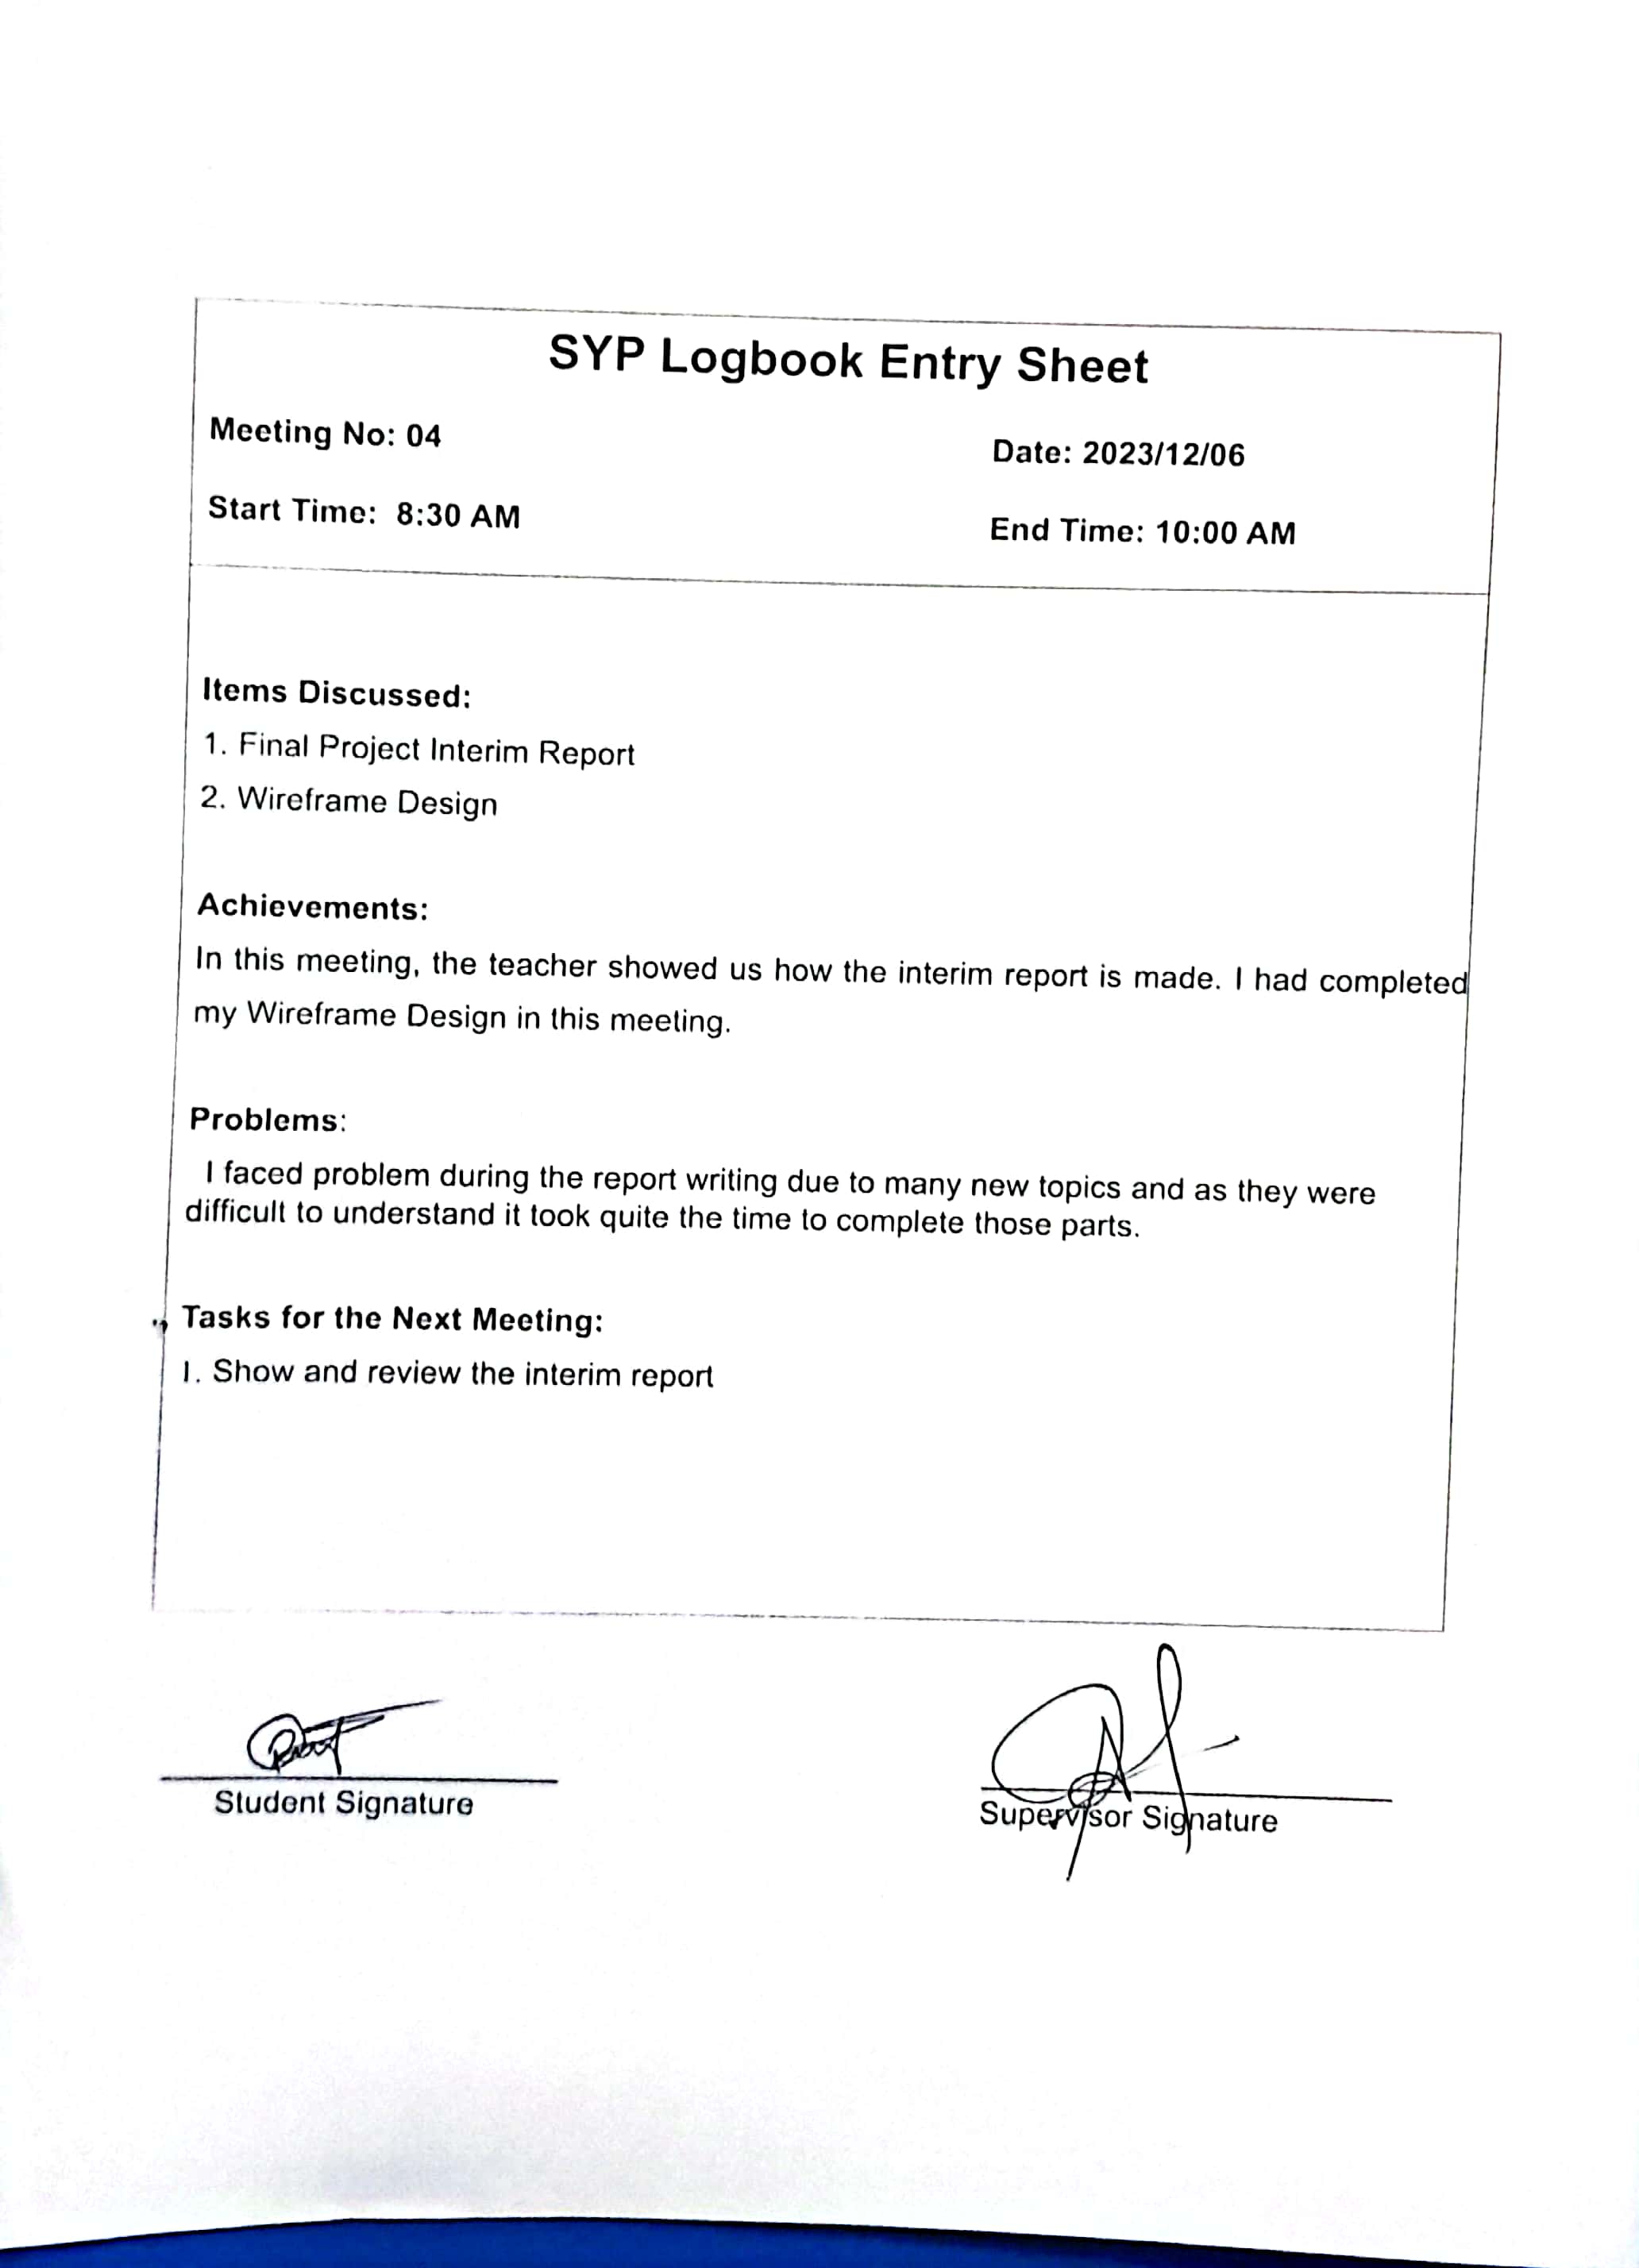 SYP Logbook Entry Sheet
Meeting No: 04
Date: 2023/12/06
Start Time: 8:30 AM
End Time: 10:00 AM
Items Discussed:
1. Final Project Interim Report
2. Wireframe Design
Achievements:
In this meeting, the teacher showed us how the interim report is made. I had completed
my Wireframe Design in this meeting.
Problems:
I faced problem during the report writing due to many new topics and as they were
difficult to understand it took quite the time to complete those parts.
Tasks for the Next Meeting:
1. Show and review the interim report
Student Signature
Supervisor Signature